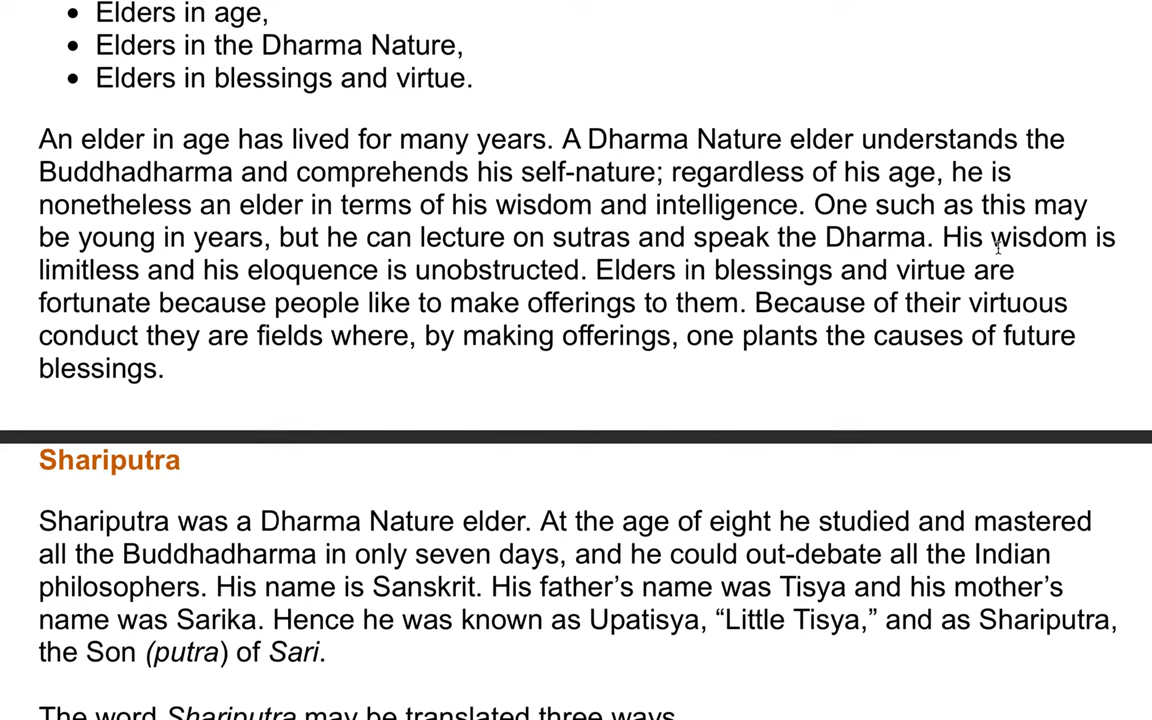 • Elders in age,
• Elders in the Dharma Nature,
• Elders in blessings and virtue.
An elder in age has lived for many years. A Dharma Nature elder understands the
Buddhadharma and comprehends his self-nature; regardless of his age, he is
nonetheless an elder in terms of his wisdom and intelligence. One such as this may
be young in years, but he can lecture on sutras and speak the Dharma. His wisdom is
limitless and his eloquence is unobstructed. Elders in blessings and virtue are
fortunate because people like to make offerings to them. Because of their virtuous
conduct they are fields where, by making offerings, one plants the causes of future
blessings.
Shariputra
Shariputra was a Dharma Nature elder. At the age of eight he studied and mastered
all the Buddhadharma in only seven days, and he could out-debate all the Indian
philosophers. His name is Sanskrit. His father’s name was Tisya and his mother’s
name was Sarika. Hence he was known as Upatisya, “Little Tisya,” and as Shariputra,
the Son (putra) of Sari.
The word Shariputra may be translated three ways